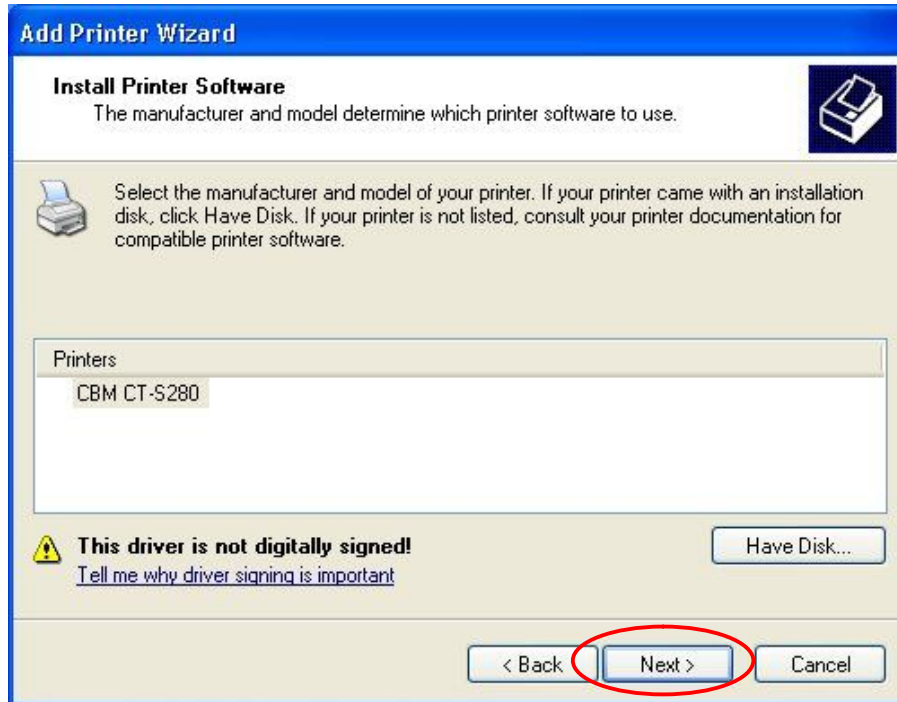 Add Printer Wizard
Install Printer Software
The manufacturer and model determine which printer software to use.
Select the manufacturer and model of your printer. If your printer came with an installation
disk, click Have Disk. If your printer is not listed, consult your printer documentation for
compatible printer software.
Printers
CBM CT-S280
This driver is not digitally signed!
Have Disk...
Tell me why driver signing is important
< Back
Next >
Cancel